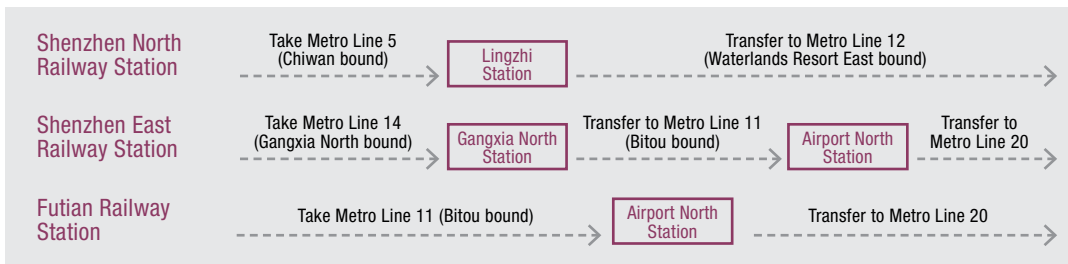 Shenzhen North
Railway Station
Take Metro Line 5
(Chiwan bound)
Lingzhi
Station
Transfer to Metro Line 12
(Waterlands Resort East bound)
Shenzhen East
Railway Station
Take Metro Line 14
(Gangxia North bound)
Gangxia North
Station
Transfer to Metro Line 11
(Bitou bound)
Airport North
Station
Transfer to
Metro Line 20
Futian Railway
Station
Take Metro Line 11 (Bitou bound)
Airport North
Station
Transfer to Metro Line 20